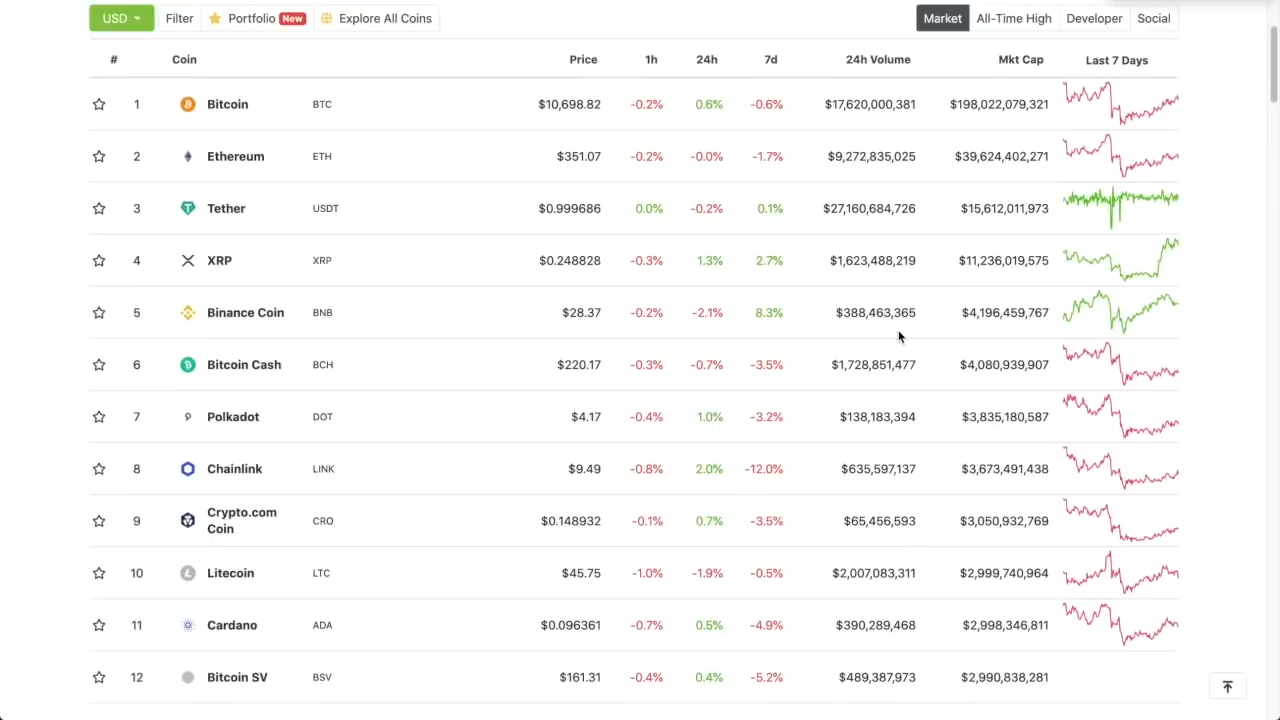 USD Filter Portfolio New Explore All Coins Market All-Time High Developer Social
# Coin Price 1h 24h 7d 24h Volume Mkt Cap Last 7 Days
1 Bitcoin BTC $10,698.82 -0.2% 0.6% -0.6% $17,620,000,381 $198,022,079,321
2 Ethereum ETH $351.07 -0.2% -0.0% -1.7% $9,272,835,025 $39,624,402,271
3 Tether USDT $0.999686 0.0% -0.2% 0.1% $27,160,684,726 $15,612,011,973
4 XRP XRP $0.248828 -0.3% 1.3% 2.7% $1,623,488,219 $11,236,019,575
5 Binance Coin BNB $28.37 -0.2% -2.1% 8.3% $388,463,365 $4,196,459,767
6 Bitcoin Cash BCH $220.17 -0.3% -0.7% -3.5% $1,728,851,477 $4,080,939,907
7 Polkadot DOT $4.17 -0.4% 1.0% -3.2% $138,183,394 $3,835,180,587
8 Chainlink LINK $9.49 -0.8% 2.0% -12.0% $635,597,137 $3,673,491,438
9 Crypto.com Coin CRO $0.148932 -0.1% 0.7% -3.5% $65,456,593 $3,050,932,769
10 Litecoin LTC $45.75 -1.0% -1.9% -0.5% $2,007,083,311 $2,999,740,964
11 Cardano ADA $0.096361 -0.7% 0.5% -4.9% $390,289,468 $2,998,346,811
12 Bitcoin SV BSV $161.31 -0.4% 0.4% -5.2% $489,387,973 $2,990,838,281